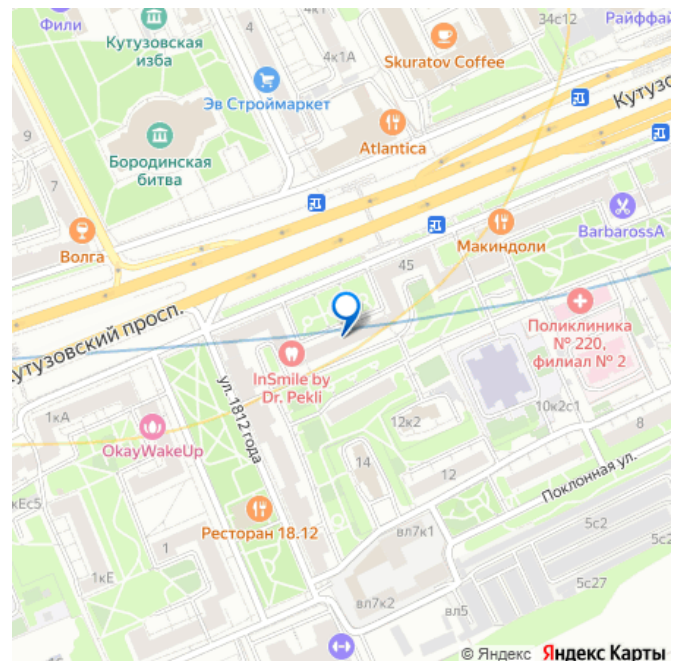 Фили
4
4к1
34с12
Райффай
Кутузовская
изба
4к1А
Skuratov Coffee
Эв Строймаркет
Кутузо
9
Бородинская
битва
Atlantica
7
Волга
BarbarossA
Макиндоли
45
Кутузовский просп.
Поликлиника
№ 220,
филиал № 2
InSmile by
Dr. Pekli
ул. 1812 года
1кА
OkayWakeUp
12к2
10к2с1
8
14
12
Поклонная ул.
кЕс5
Ресторан 18.12
вл7к1
5с2
5с2
1
1кЕ
вл7к2
вл5
5с27
© Яндекс Яндекс Карты